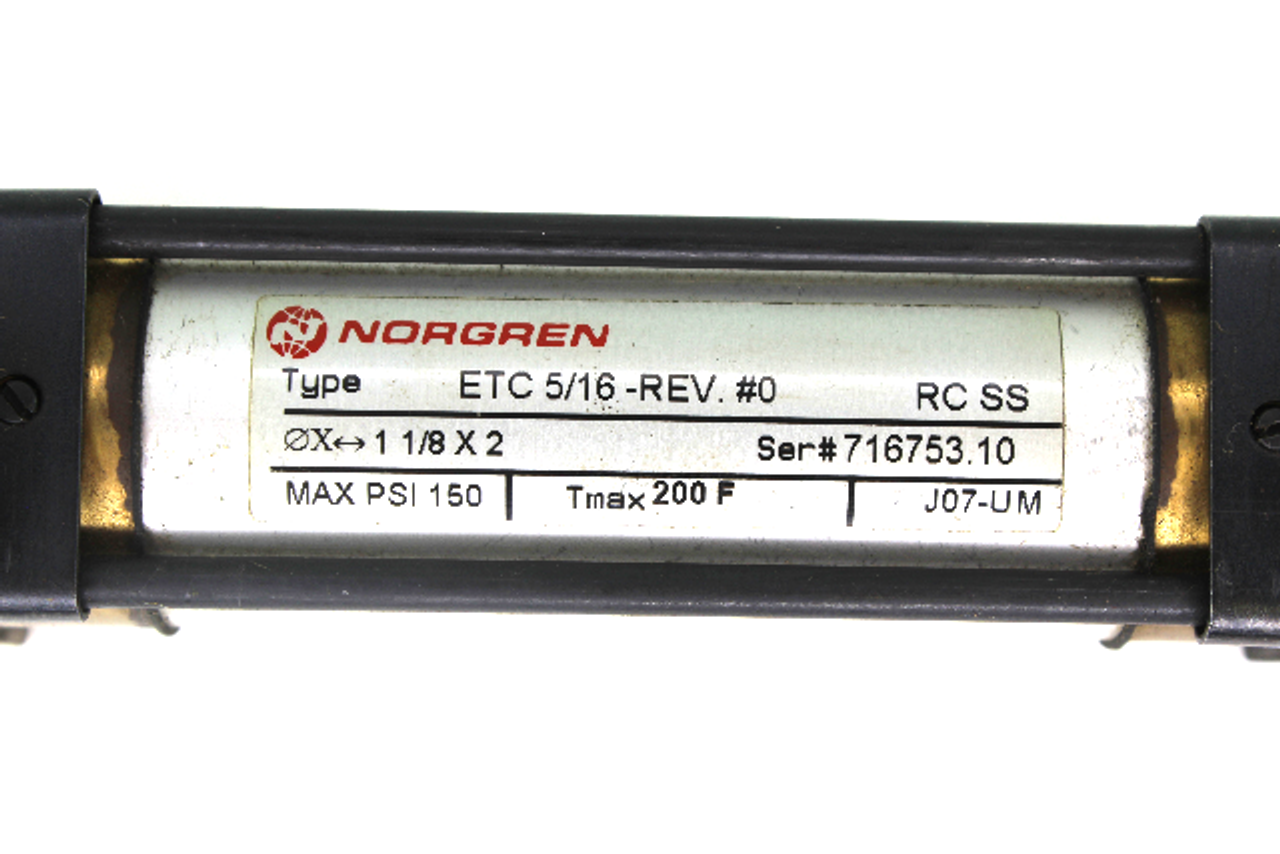 NORGREN
Type ETC 5/16 -REV. #0 RC SS
∅X↔ 1 1/8 X 2 Ser# 716753.10
MAX PSI 150 Tmax 200 F J07-UM